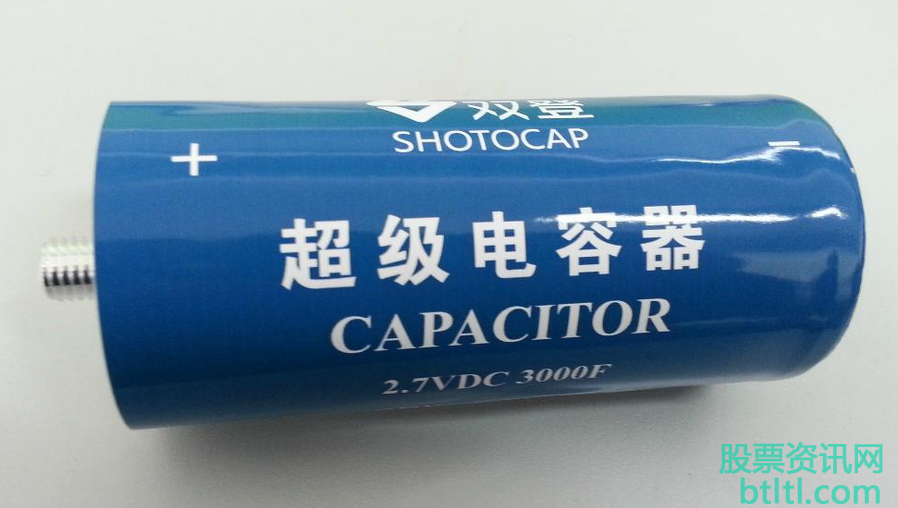 双登
SHOTOCAP
+ -
超级电容器
CAPACITOR
2.7VDC 3000F
股票资讯网
btltl.com